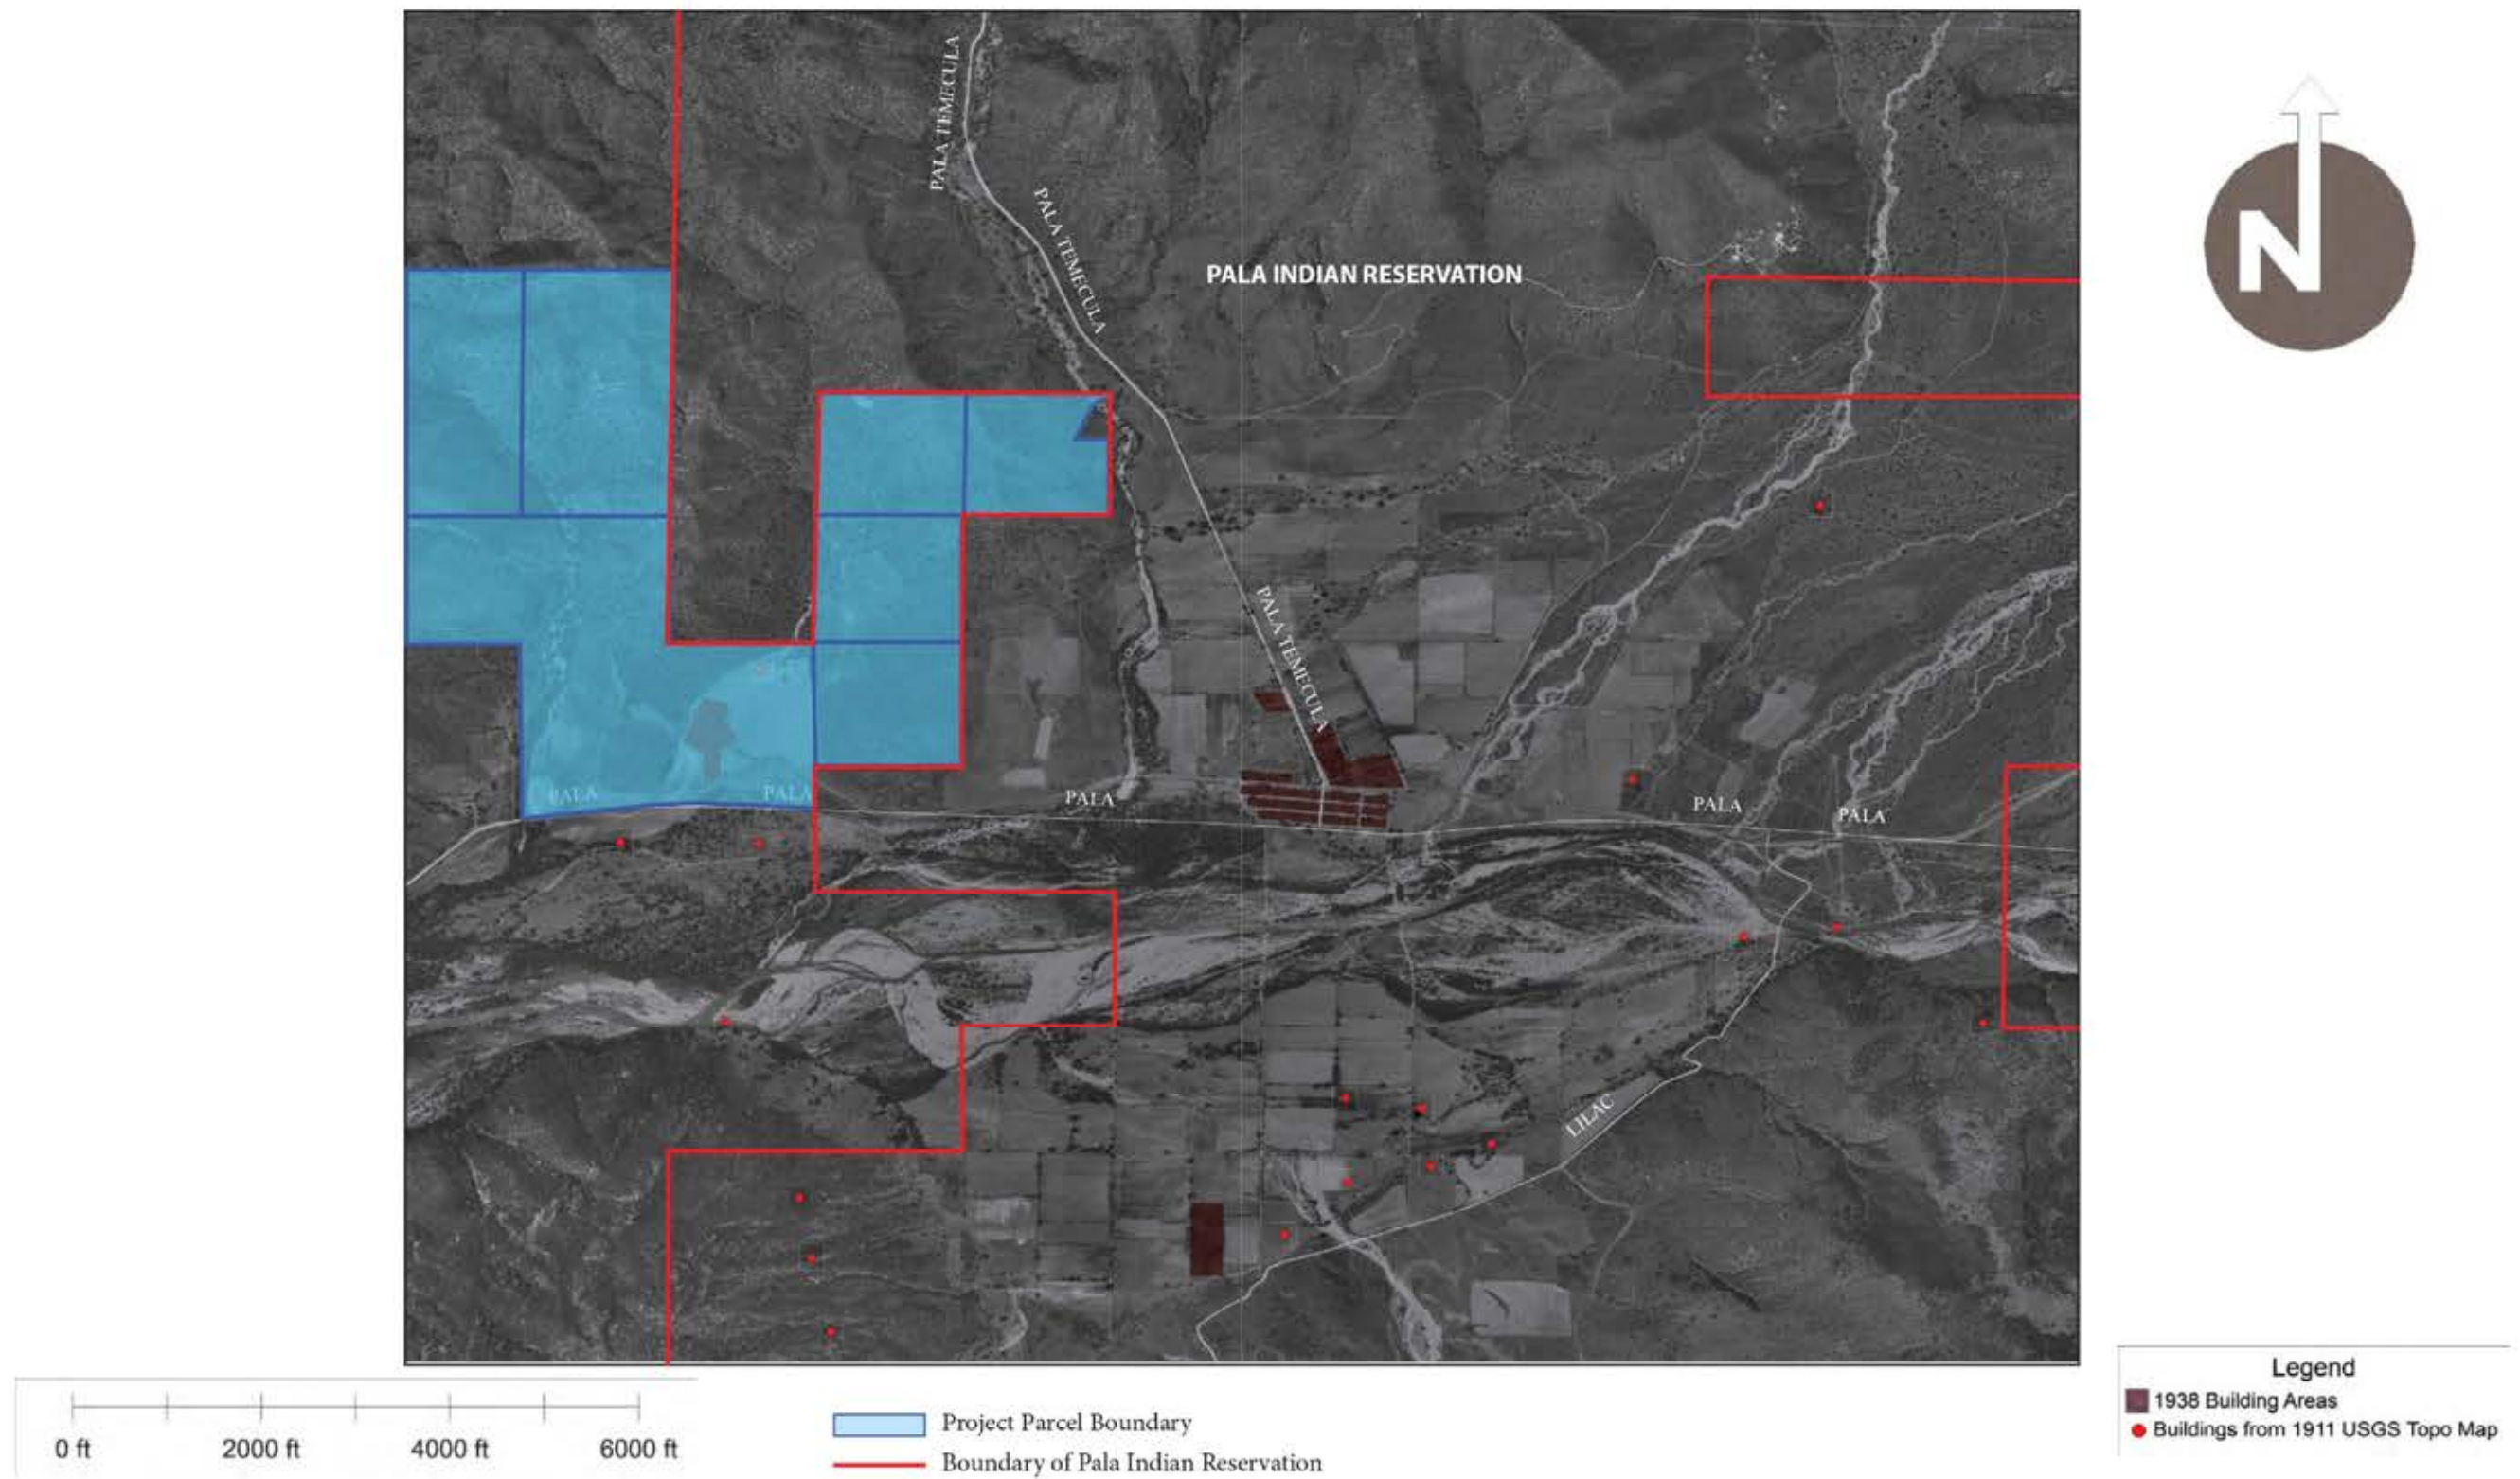 PALA TEMECULA
PALA TEMECULA
PALA INDIAN RESERVATION
N
PALA TEMECULA
PALA
PALA
PALA
PALA
PALA
LILAC
0 ft
2000 ft
4000 ft
6000 ft
Project Parcel Boundary
Boundary of Pala Indian Reservation
Legend
1938 Building Areas
Buildings from 1911 USGS Topo Map